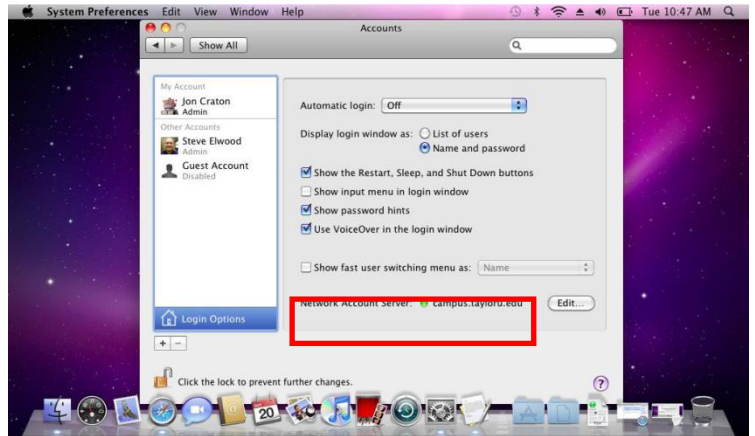 System Preferences Edit View Window Help Tue 10:47 AM
Accounts
Show All
My Account
Jon Craton
Admin
Other Accounts
Steve Elwood
Admin
Guest Account
Disabled
Login Options
+ -
Automatic login: Off
Display login window as: List of users
Name and password
Show the Restart, Sleep, and Shut Down buttons
Show input menu in login window
Show password hints
Use VoiceOver in the login window
Show fast user switching menu as: Name
Network Account Server: campus.tayloru.edu Edit...
Click the lock to prevent further changes. ?
20